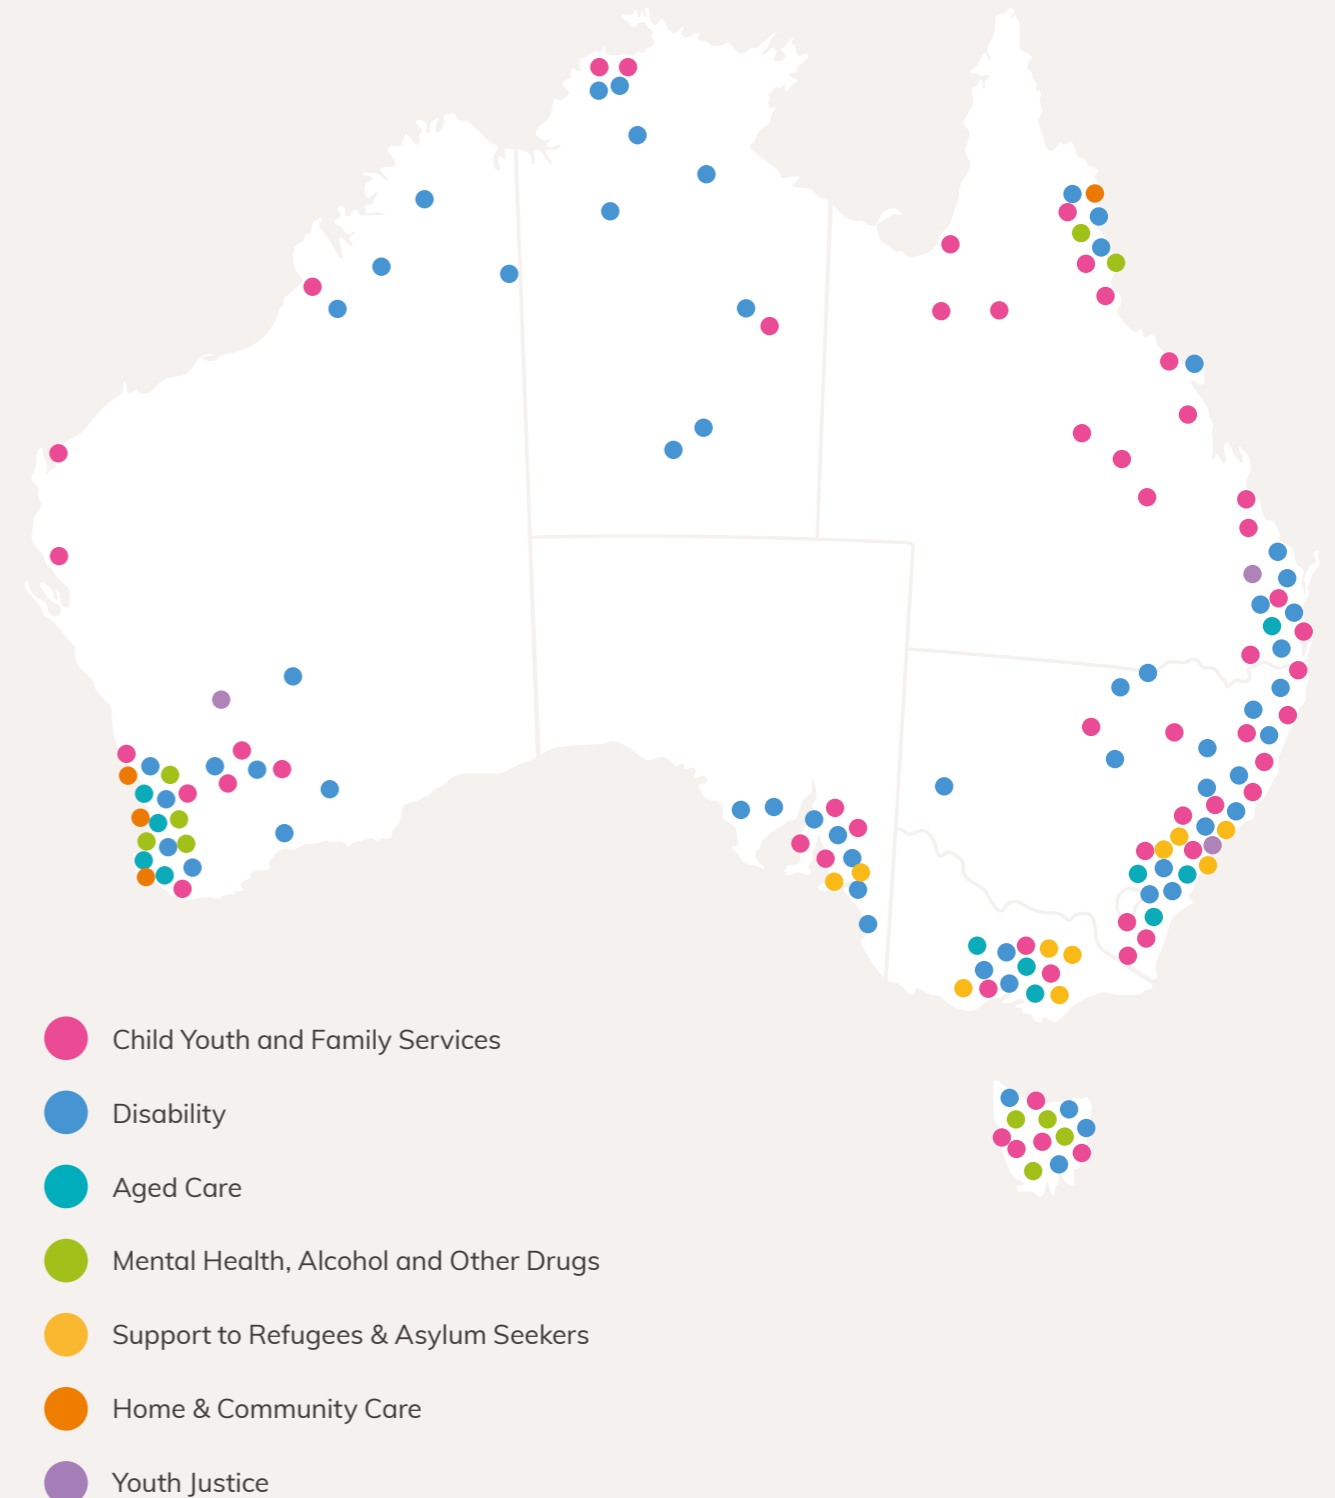 Child Youth and Family Services
Disability
Aged Care
Mental Health, Alcohol and Other Drugs
Support to Refugees & Asylum Seekers
Home & Community Care
Youth Justice